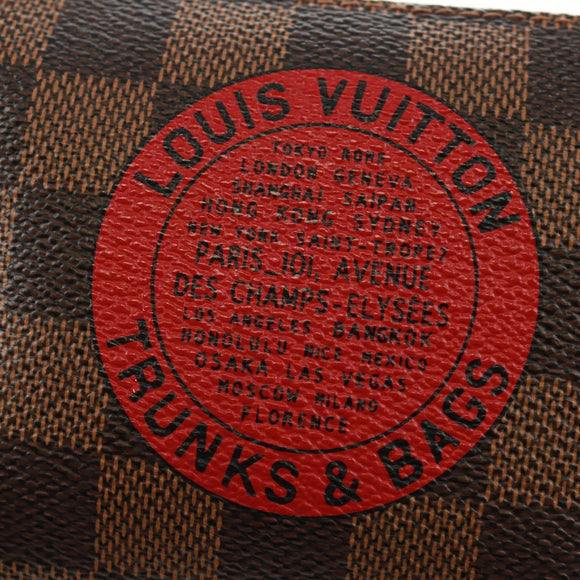 LOUIS VUITTON
TOKYO ROME
LONDON GENEVA
SHANGHAI SAIPAN
HONG KONG SYDNEY
NEW YORK SAINT-TROPEZ
PARIS_101, AVENUE
DES CHAMPS-ELYSÉES
LOS ANGELES BANGKOK
HONOLULU NICE MEXICO
OSAKA LAS VEGAS
MOSCOW MILANO
FLORENCE
TRUNKS & BAGS